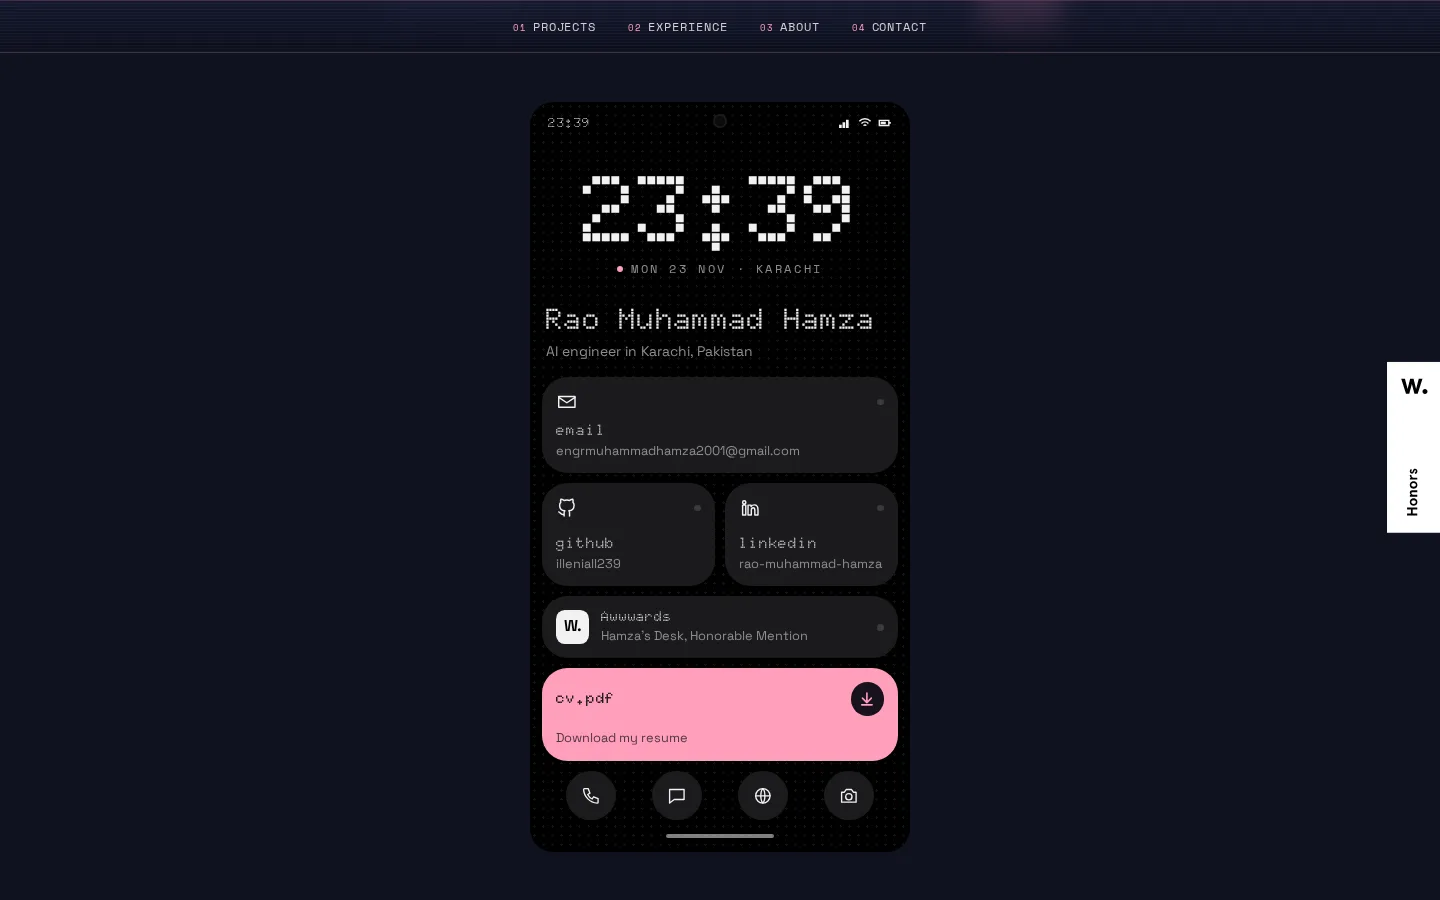 01 PROJECTS 02 EXPERIENCE 03 ABOUT 04 CONTACT
23:39
23:39
MON 23 NOV · KARACHI
Rao Muhammad Hamza
AI engineer in Karachi, Pakistan
email
engrmuhammadhamza2001@gmail.com
github
illeniall239
linkedin
rao-muhammad-hamza
W.
Awwwards
Hamza's Desk, Honorable Mention
cv.pdf
Download my resume
W.
Honors